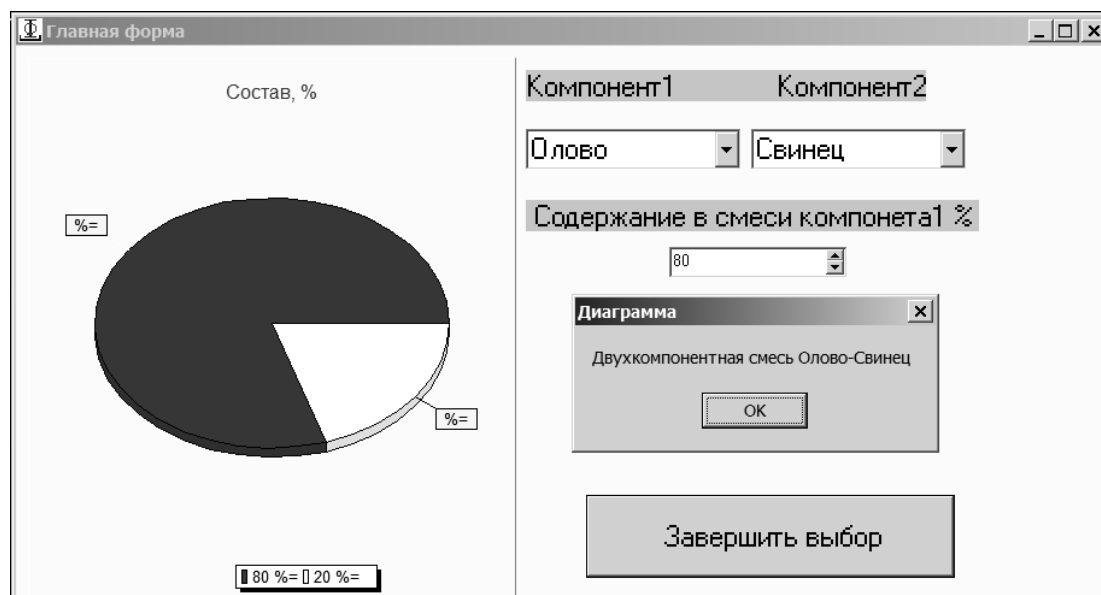 Главная форма
Состав, %
%=
%=
80 %= 20 %=
Компонент1 Компонент2
Олово Свинец
Содержание в смеси компонета1 %
80
Диаграмма
Двухкомпонентная смесь Олово-Свинец
OK
Завершить выбор